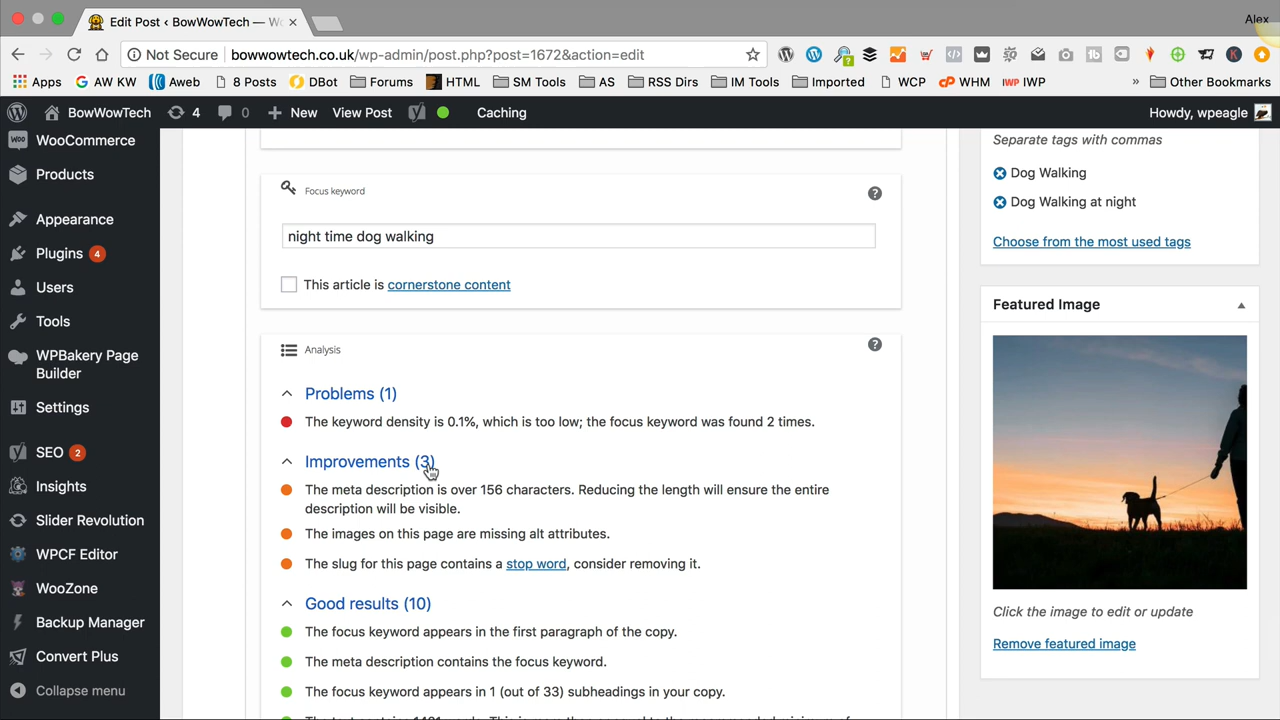 Alex
Edit Post ‹ BowWowTech — Wo
Not Secure bowwowtech.co.uk/wp-admin/post.php?post=1672&action=edit
Apps AW KW Aweb 8 Posts DBot Forums HTML SM Tools AS RSS Dirs IM Tools Imported WCP WHM IWP » Other Bookmarks
BowWowTech 4 0 New View Post Caching Howdy, wpeagle
WooCommerce
Products
Appearance
Plugins 4
Users
Tools
WPBakery Page
Builder
Settings
SEO 2
Insights
Slider Revolution
WPCF Editor
WooZone
Backup Manager
Convert Plus
Collapse menu
Focus keyword
night time dog walking
This article is cornerstone content
Analysis
Problems (1)
The keyword density is 0.1%, which is too low; the focus keyword was found 2 times.
Improvements (3)
The meta description is over 156 characters. Reducing the length will ensure the entire
description will be visible.
The images on this page are missing alt attributes.
The slug for this page contains a stop word, consider removing it.
Good results (10)
The focus keyword appears in the first paragraph of the copy.
The meta description contains the focus keyword.
The focus keyword appears in 1 (out of 33) subheadings in your copy.
Separate tags with commas
Dog Walking
Dog Walking at night
Choose from the most used tags
Featured Image
Click the image to edit or update
Remove featured image